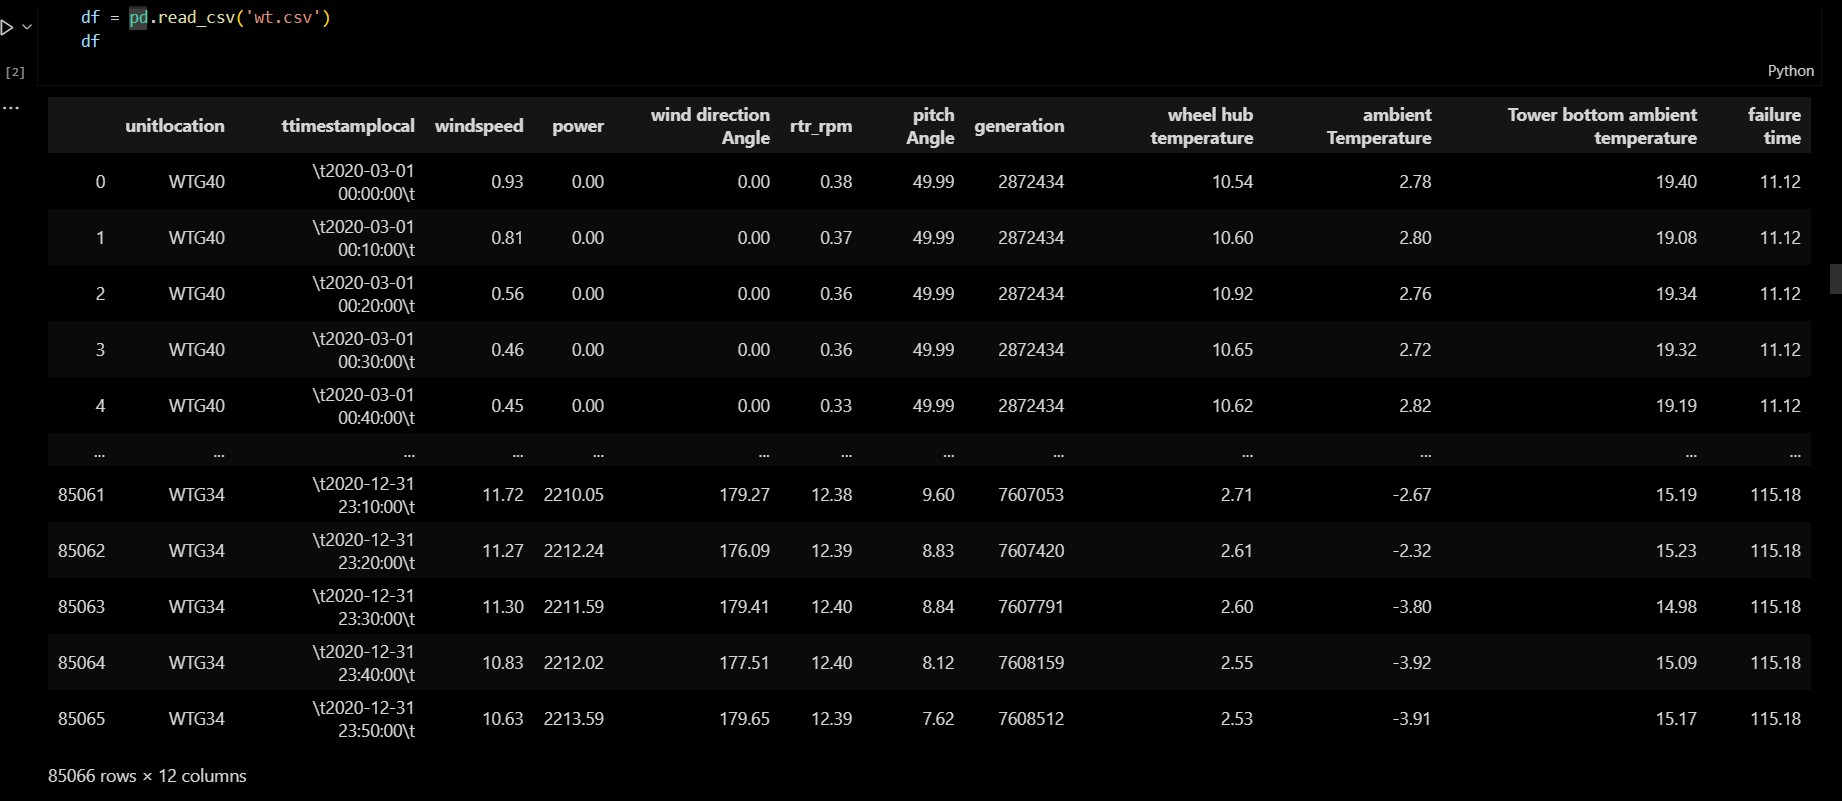 df = pd.read_csv('wt.csv')
df
[2]
Python
...
unitlocation ttimestamplocal windspeed power wind direction Angle rtr_rpm pitch Angle generation wheel hub temperature ambient Temperature Tower bottom ambient temperature failure time
0 WTG40 \t2020-03-01 00:00:00\t 0.93 0.00 0.00 0.38 49.99 2872434 10.54 2.78 19.40 11.12
1 WTG40 \t2020-03-01 00:10:00\t 0.81 0.00 0.00 0.37 49.99 2872434 10.60 2.80 19.08 11.12
2 WTG40 \t2020-03-01 00:20:00\t 0.56 0.00 0.00 0.36 49.99 2872434 10.92 2.76 19.34 11.12
3 WTG40 \t2020-03-01 00:30:00\t 0.46 0.00 0.00 0.36 49.99 2872434 10.65 2.72 19.32 11.12
4 WTG40 \t2020-03-01 00:40:00\t 0.45 0.00 0.00 0.33 49.99 2872434 10.62 2.82 19.19 11.12
... ... ... ... ... ... ... ... ... ... ... ... ...
85061 WTG34 \t2020-12-31 23:10:00\t 11.72 2210.05 179.27 12.38 9.60 7607053 2.71 -2.67 15.19 115.18
85062 WTG34 \t2020-12-31 23:20:00\t 11.27 2212.24 176.09 12.39 8.83 7607420 2.61 -2.32 15.23 115.18
85063 WTG34 \t2020-12-31 23:30:00\t 11.30 2211.59 179.41 12.40 8.84 7607791 2.60 -3.80 14.98 115.18
85064 WTG34 \t2020-12-31 23:40:00\t 10.83 2212.02 177.51 12.40 8.12 7608159 2.55 -3.92 15.09 115.18
85065 WTG34 \t2020-12-31 23:50:00\t 10.63 2213.59 179.65 12.39 7.62 7608512 2.53 -3.91 15.17 115.18
85066 rows × 12 columns